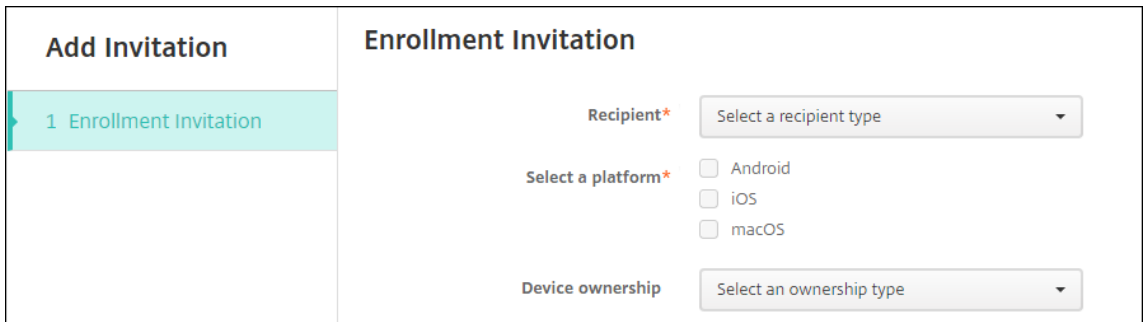 Add Invitation
1 Enrollment Invitation
Enrollment Invitation
Recipient* Select a recipient type
Select a platform* Android
iOS
macOS
Device ownership Select an ownership type